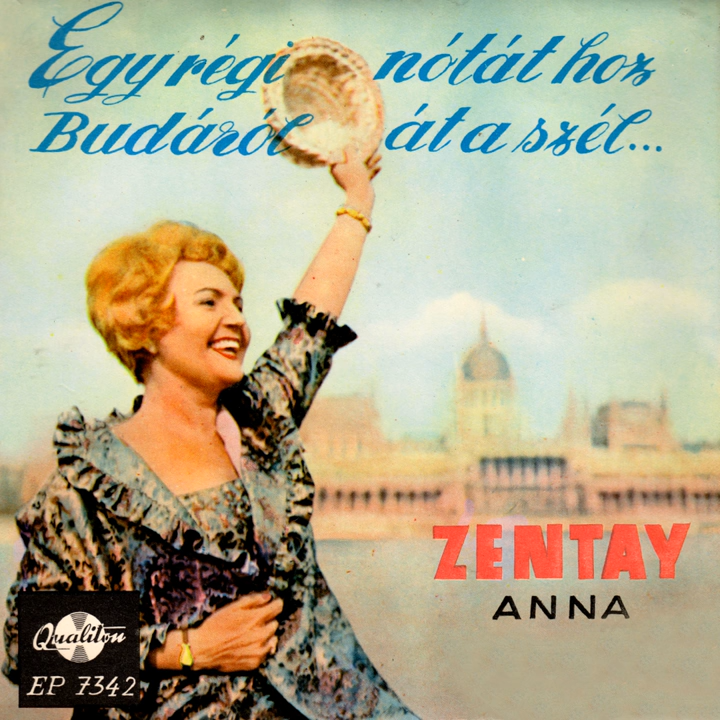 Egy régi nótát hoz
Budáról át a szél...
ZENTAY
ANNA
Qualiton
EP 7342